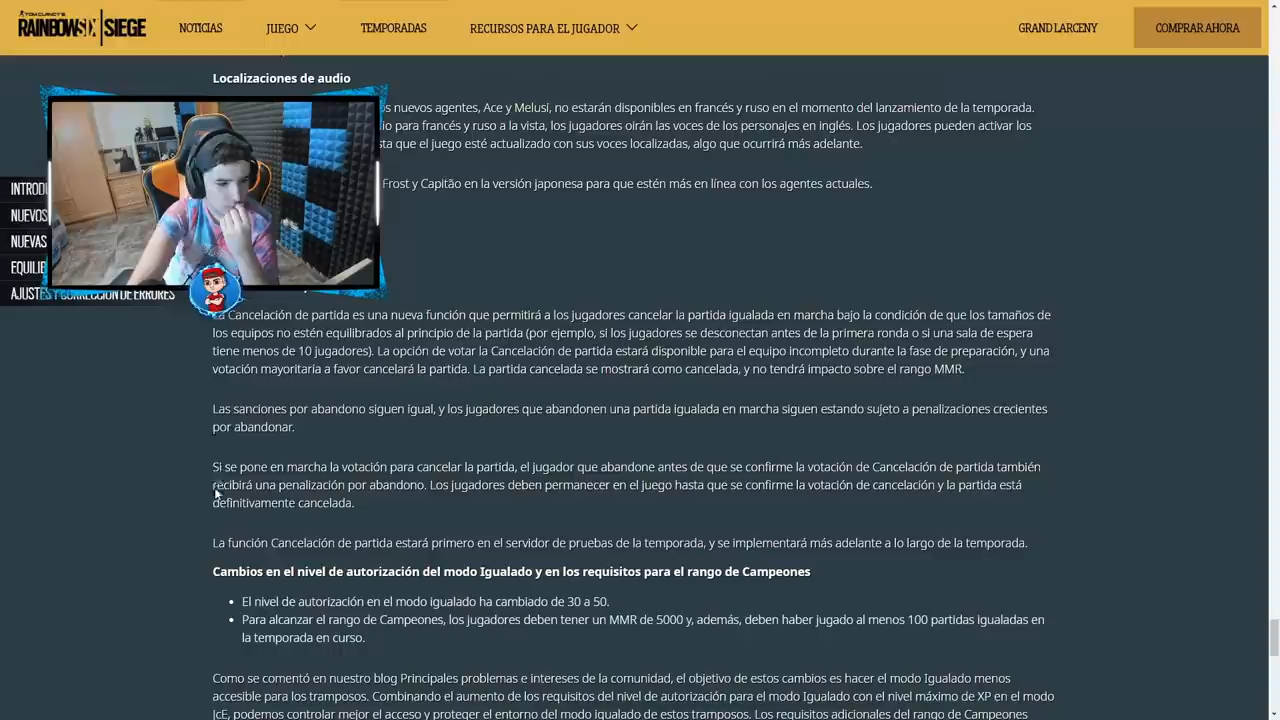 TOM CLANCY'S
RAINBOW SIX | SIEGE
NOTICIAS
JUEGO
TEMPORADAS
RECURSOS PARA EL JUGADOR
GRAND LARCENY
COMPRAR AHORA
Localizaciones de audio
nuevos agentes, Ace y Melusi, no estarán disponibles en francés y ruso en el momento del lanzamiento de la temporada.
para francés y ruso a la vista, los jugadores oirán las voces de los personajes en inglés. Los jugadores pueden activar los
que el juego esté actualizado con sus voces localizadas, algo que ocurrirá más adelante.
Frost y Capitão en la versión japonesa para que estén más en línea con los agentes actuales.
INTRODU
NUEVOS
NUEVAS
EQUILIB
AJUSTES Y CORRECCIÓN DE ERRORES
La Cancelación de partida es una nueva función que permitirá a los jugadores cancelar la partida igualada en marcha bajo la condición de que los tamaños de
los equipos no estén equilibrados al principio de la partida (por ejemplo, si los jugadores se desconectan antes de la primera ronda o si una sala de espera
tiene menos de 10 jugadores). La opción de votar la Cancelación de partida estará disponible para el equipo incompleto durante la fase de preparación, y una
votación mayoritaria a favor cancelará la partida. La partida cancelada se mostrará como cancelada, y no tendrá impacto sobre el rango MMR.
Las sanciones por abandono siguen igual, y los jugadores que abandonen una partida igualada en marcha siguen estando sujeto a penalizaciones crecientes
por abandonar.
Si se pone en marcha la votación para cancelar la partida, el jugador que abandone antes de que se confirme la votación de Cancelación de partida también
recibirá una penalización por abandono. Los jugadores deben permanecer en el juego hasta que se confirme la votación de cancelación y la partida está
definitivamente cancelada.
La función Cancelación de partida estará primero en el servidor de pruebas de la temporada, y se implementará más adelante a lo largo de la temporada.
Cambios en el nivel de autorización del modo Igualado y en los requisitos para el rango de Campeones
• El nivel de autorización en el modo igualado ha cambiado de 30 a 50.
• Para alcanzar el rango de Campeones, los jugadores deben tener un MMR de 5000 y, además, deben haber jugado al menos 100 partidas igualadas en
la temporada en curso.
Como se comentó en nuestro blog Principales problemas e intereses de la comunidad, el objetivo de estos cambios es hacer el modo Igualado menos
accesible para los tramposos. Combinando el aumento de los requisitos del nivel de autorización para el modo Igualado con el nivel máximo de XP en el modo
JcE, podemos controlar mejor el acceso y proteger el entorno del modo igualado de estos tramposos. Los requisitos adicionales del rango de Campeones